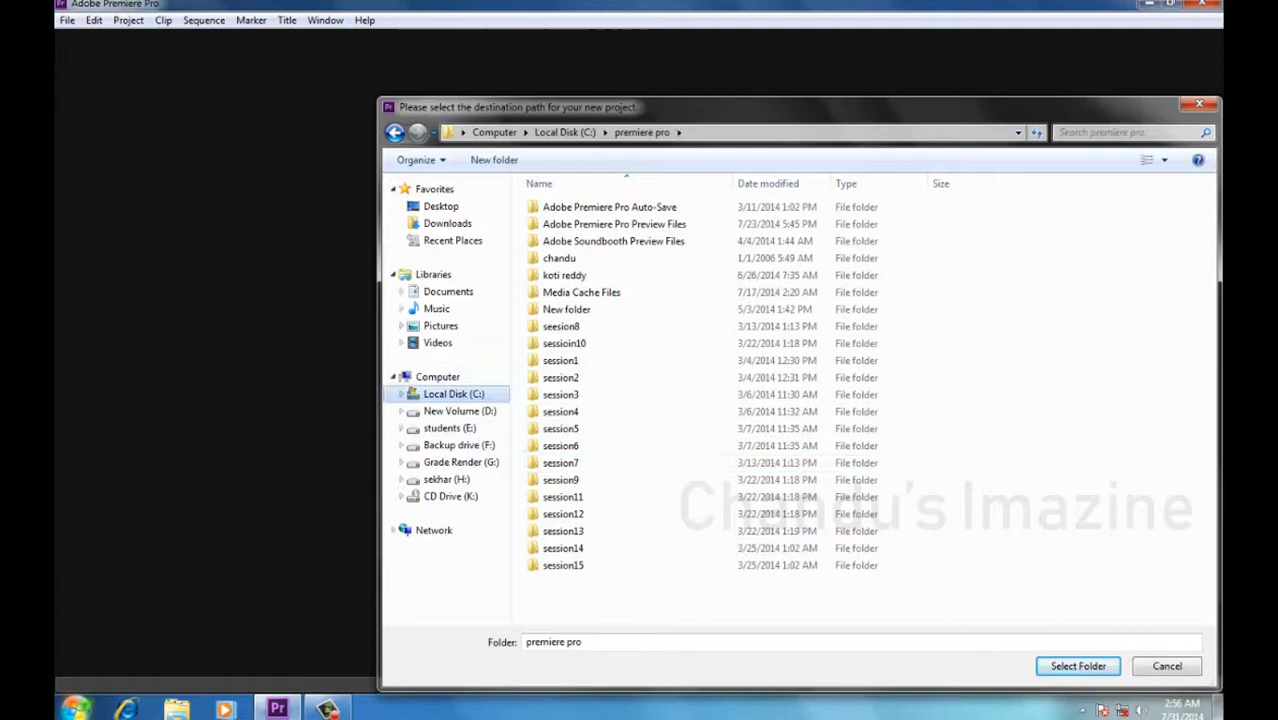 Adobe Premiere Pro
File Edit Project Clip Sequence Marker Title Window Help
Please select the destination path for your new project.
Computer Local Disk (C:) premiere pro
Search premiere pro
Organize New folder
Name Date modified Type Size
Favorites
Desktop
Downloads
Recent Places
Libraries
Documents
Music
Pictures
Videos
Computer
Local Disk (C:)
New Volume (D:)
students (E:)
Backup drive (F:)
Grade Render (G:)
sekhar (H:)
CD Drive (K:)
Network
Adobe Premiere Pro Auto-Save 3/11/2014 1:02 PM File folder
Adobe Premiere Pro Preview Files 7/23/2014 5:45 PM File folder
Adobe Soundbooth Preview Files 4/4/2014 1:44 AM File folder
chandu 1/1/2006 5:49 AM File folder
koti reddy 6/26/2014 7:35 AM File folder
Media Cache Files 7/17/2014 2:20 AM File folder
New folder 5/3/2014 1:42 PM File folder
seesion8 3/13/2014 1:13 PM File folder
sessioin10 3/22/2014 1:18 PM File folder
session1 3/4/2014 12:30 PM File folder
session2 3/4/2014 12:31 PM File folder
session3 3/6/2014 11:30 AM File folder
session4 3/6/2014 11:32 AM File folder
session5 3/7/2014 11:35 AM File folder
session6 3/7/2014 11:35 AM File folder
session7 3/13/2014 1:13 PM File folder
session9 3/22/2014 1:18 PM File folder
session11 3/22/2014 1:18 PM File folder
session12 3/22/2014 1:18 PM File folder
session13 3/22/2014 1:19 PM File folder
session14 3/25/2014 1:02 AM File folder
session15 3/25/2014 1:02 AM File folder
Chandu's Imazine
Folder: premiere pro
Select Folder Cancel
Pr
2:56 AM
7/31/2014